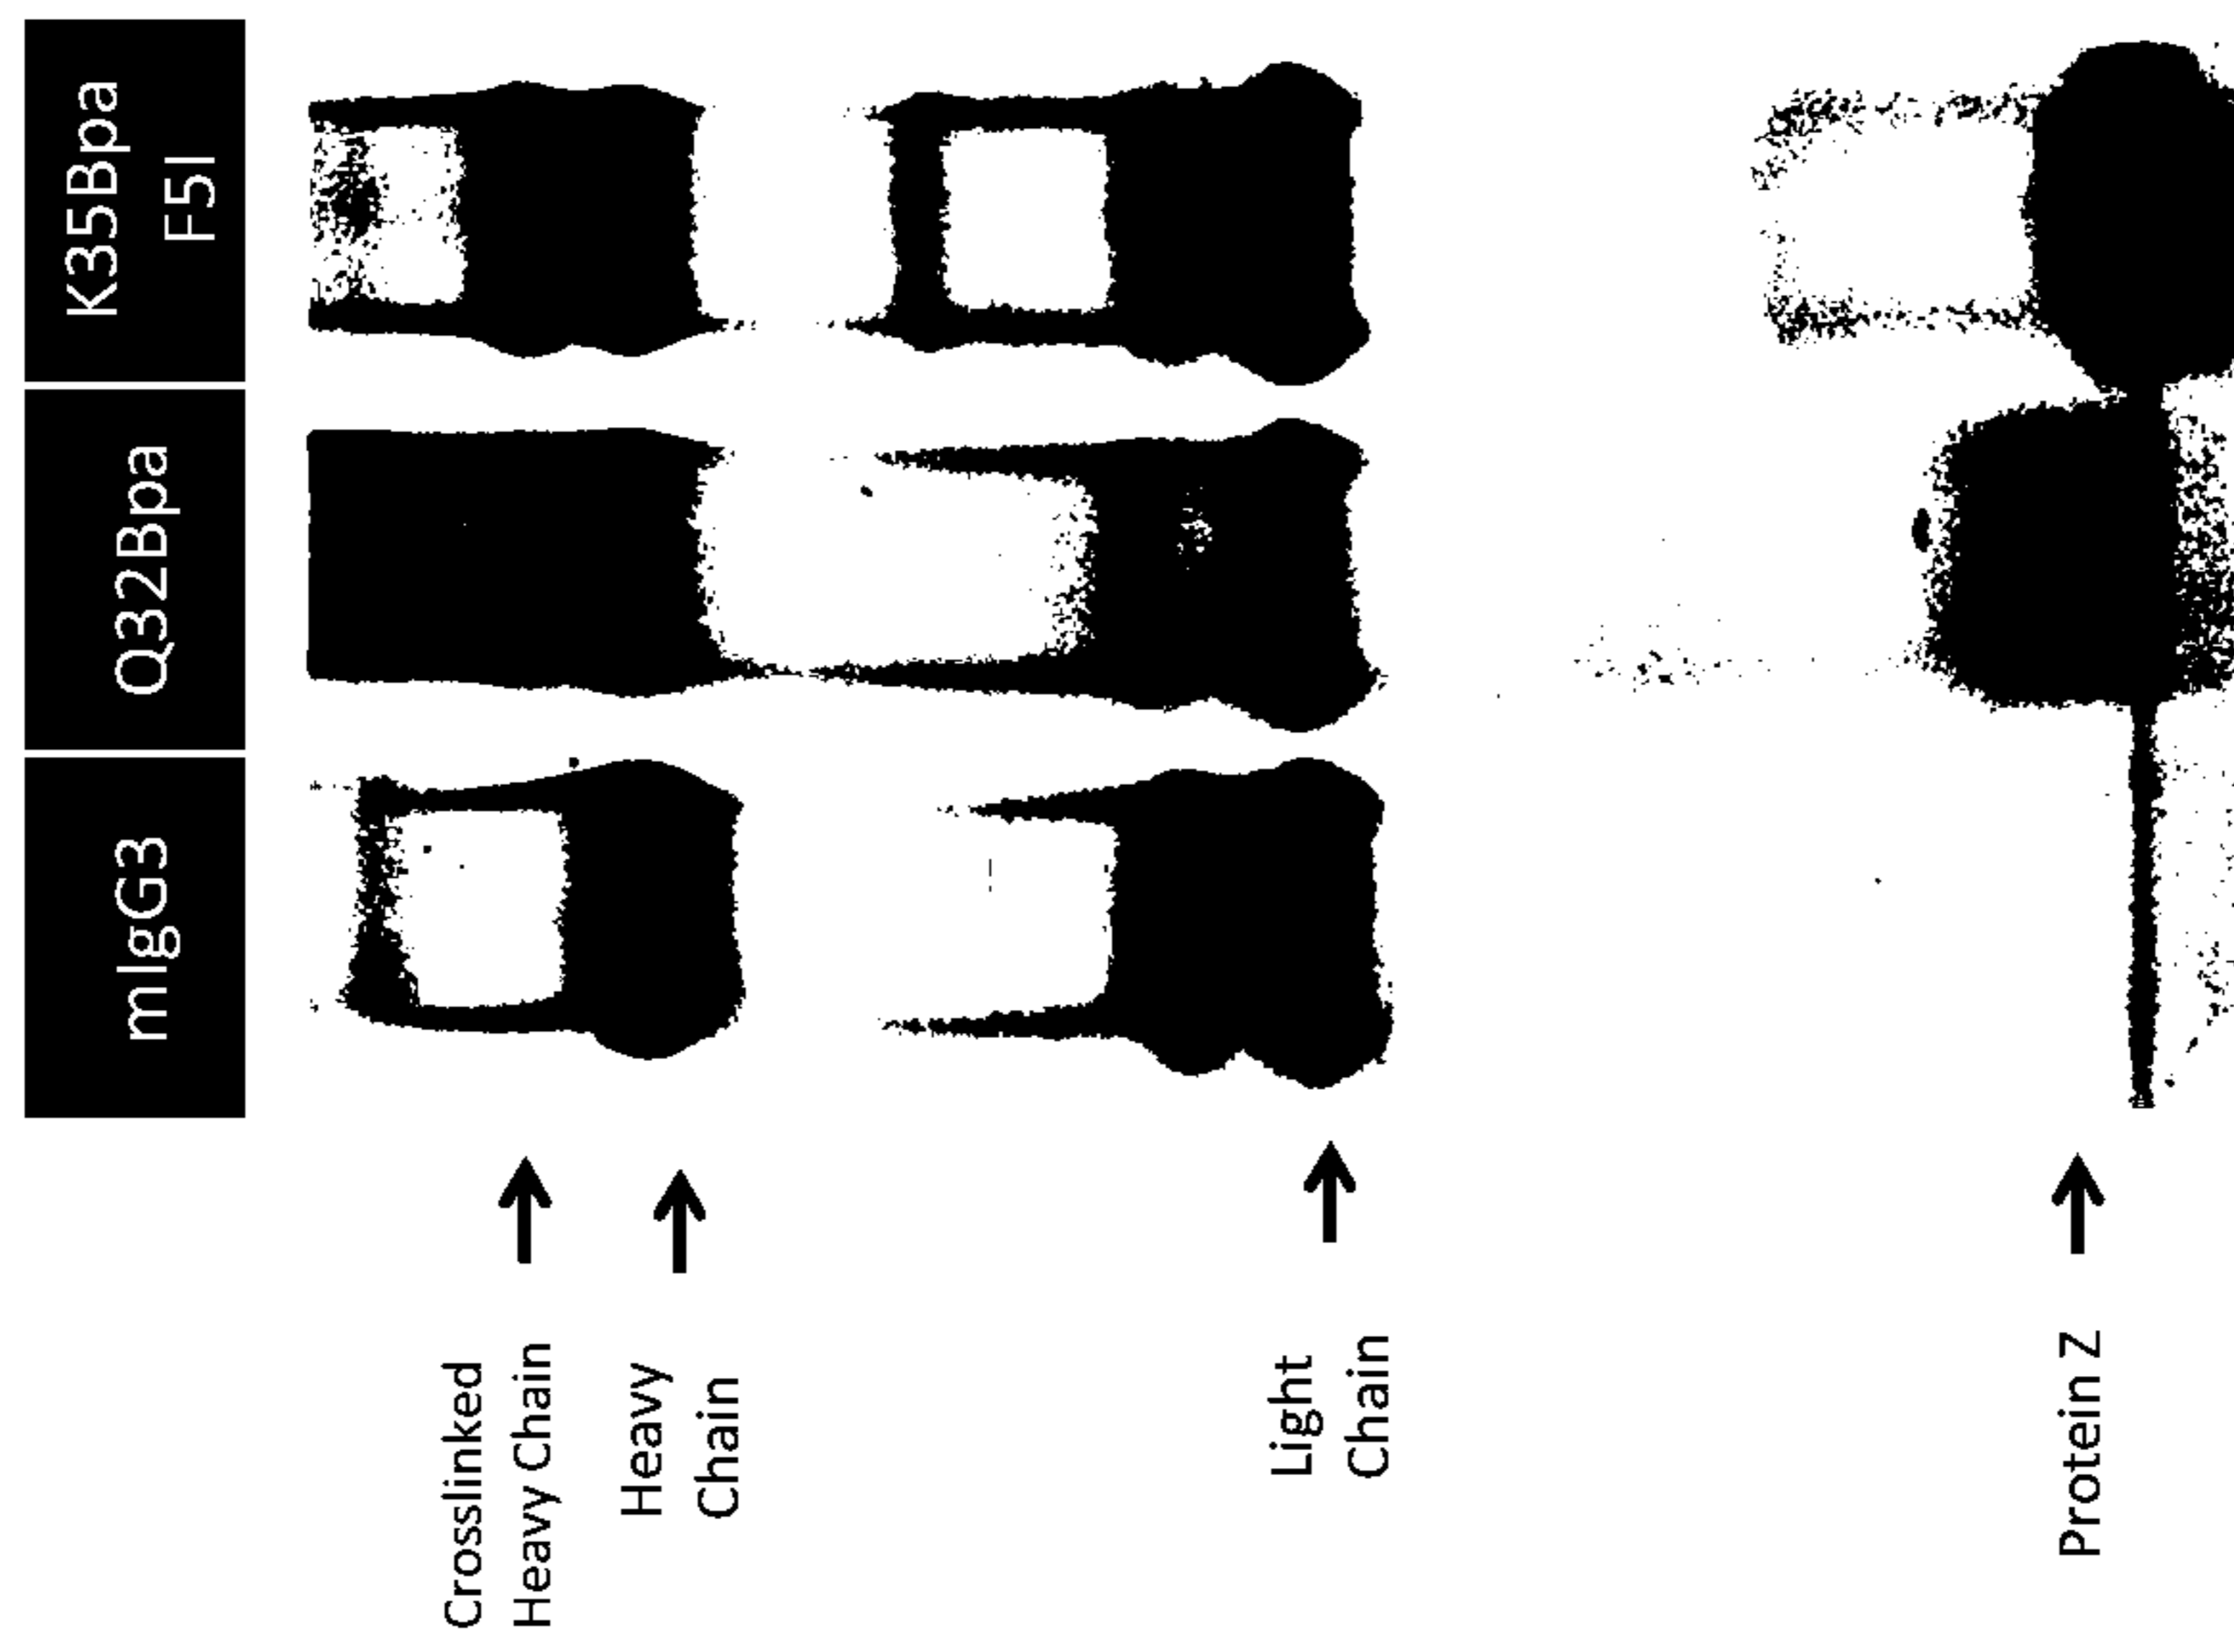 mIgG3
Q32Bpa
K35Bpa
F5I
Crosslinked
Heavy Chain
Heavy
Chain
Light
Chain
Protein Z